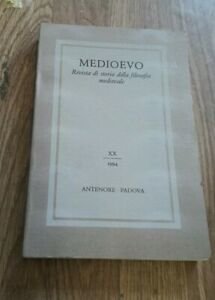 MEDIOEVO
Rivista di storia della filosofia
medievale
XX
1994
ANTENORE · PADOVA